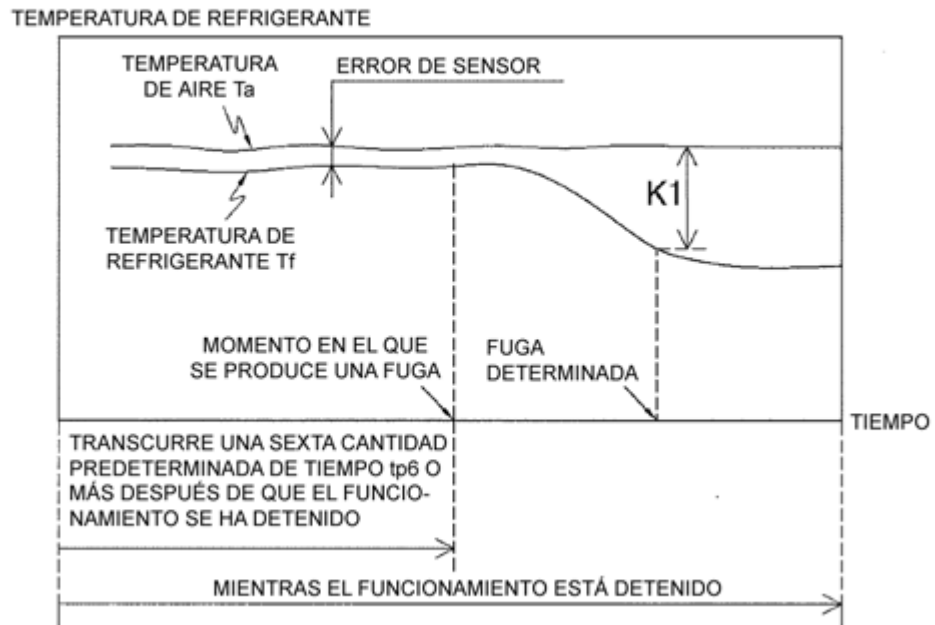 TEMPERATURA DE REFRIGERANTE
TEMPERATURA
DE AIRE Ta
ERROR DE SENSOR
K1
TEMPERATURA DE
REFRIGERANTE Tf
MOMENTO EN EL QUE
SE PRODUCE UNA FUGA
FUGA
DETERMINADA
TIEMPO
TRANSCURRE UNA SEXTA CANTIDAD
PREDETERMINADA DE TIEMPO tp6 O
MÁS DESPUÉS DE QUE EL FUNCIO-
NAMIENTO SE HA DETENIDO
MIENTRAS EL FUNCIONAMIENTO ESTÁ DETENIDO